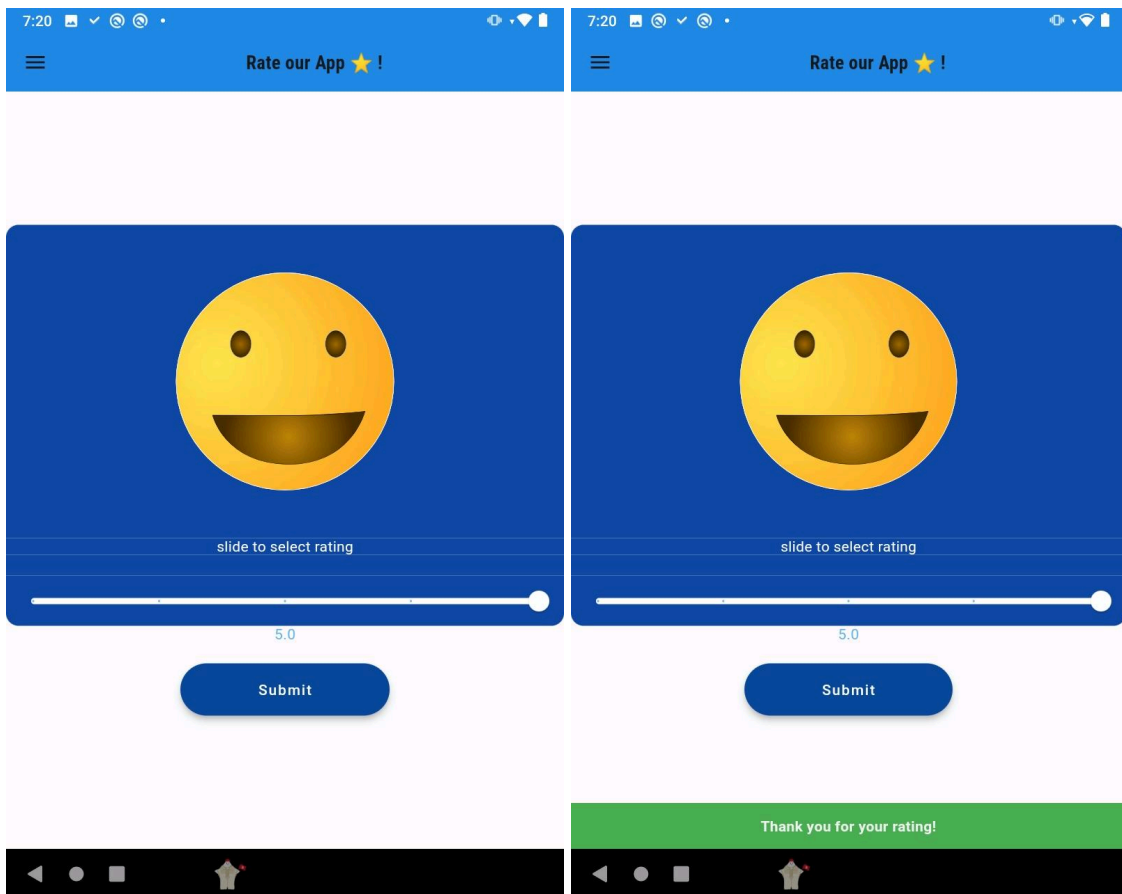 7:20
Rate our App ⭐ !
slide to select rating
5.0
Submit
7:20
Rate our App ⭐ !
slide to select rating
5.0
Submit
Thank you for your rating!